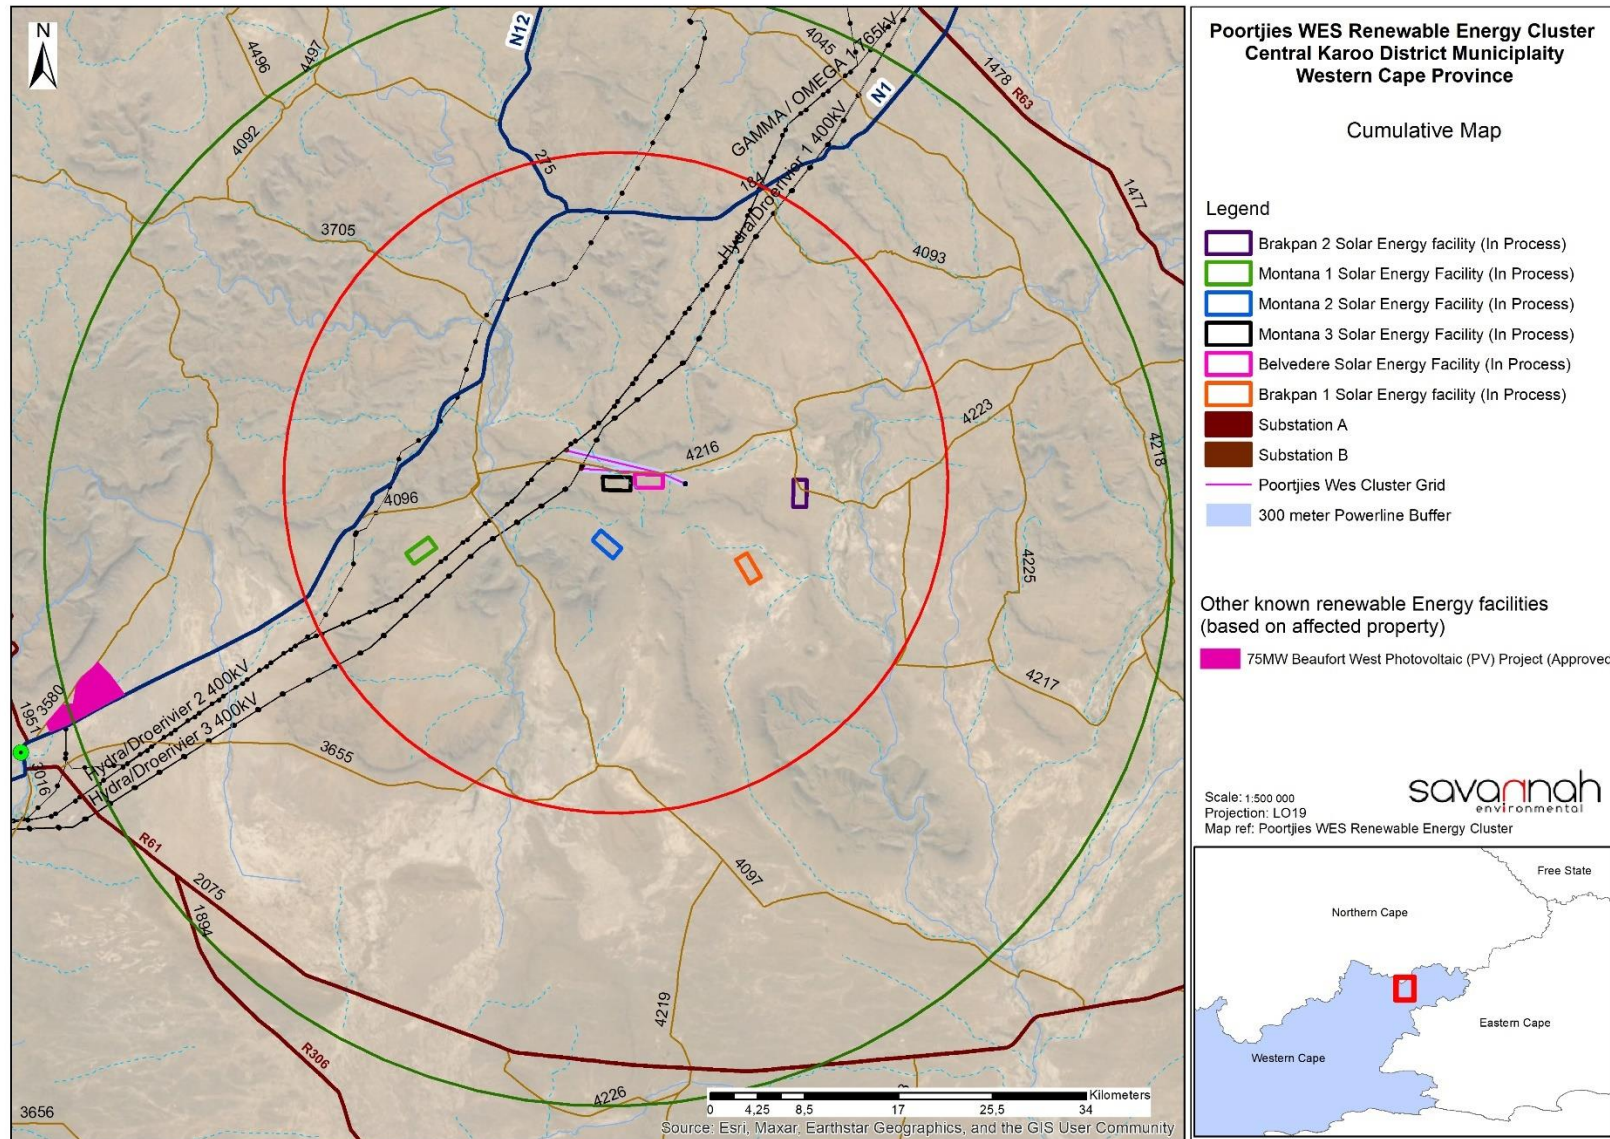 N
N12
4496
4497
4045
GAMMA / OMEGA 1 765kV
N1
1478
R63
4092
275
184
Hydra/Droerivier 1 400kV
1477
3705
4093
4223
4216
4218
4096
4225
4217
3580
1951
3016
Hydra/Droerivier 2 400kV
Hydra/Droerivier 3 400kV
3655
R61
2075
1894
4097
4219
R306
4226
3656
Kilometers
0 4,25 8,5 17 25,5 34
Source: Esri, Maxar, Earthstar Geographics, and the GIS User Community
Poortjies WES Renewable Energy Cluster
Central Karoo District Municiplaity
Western Cape Province
Cumulative Map
Legend
Brakpan 2 Solar Energy facility (In Process)
Montana 1 Solar Energy Facility (In Process)
Montana 2 Solar Energy Facility (In Process)
Montana 3 Solar Energy Facility (In Process)
Belvedere Solar Energy Facility (In Process)
Brakpan 1 Solar Energy facility (In Process)
Substation A
Substation B
Poortjies Wes Cluster Grid
300 meter Powerline Buffer
Other known renewable Energy facilities
(based on affected property)
75MW Beaufort West Photovoltaic (PV) Project (Approved
savannah
environmental
Scale: 1:500 000
Projection: LO19
Map ref: Poortjies WES Renewable Energy Cluster
Free State
Northern Cape
Eastern Cape
Western Cape